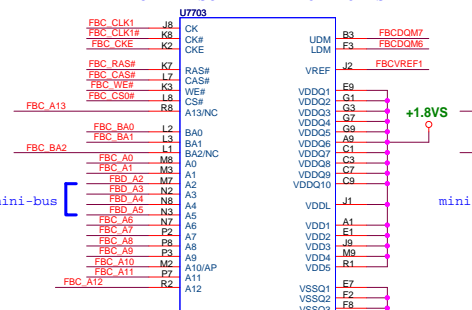 U7703
FBC_CLK1 J8 CK
FBC_CLK1# K8 CK#
FBC_CKE K2 CKE
FBC_RAS# K7 RAS#
FBC_CAS# L7 CAS#
FBC_WE# K3 WE#
FBC_CS0# L8 CS#
FBC_A13 R8 A13/NC
FBC_BA0 L2 BA0
FBC_BA1 L3 BA1
FBC_BA2 L1 BA2/NC
FBC_A0 M8 A0
FBC_A1 M3 A1
FBD_A2 M7 A2
FBD_A3 N2 A3
FBD_A4 N8 A4
FBD_A5 N3 A5
FBC_A6 N7 A6
FBC_A7 P2 A7
FBC_A8 P8 A8
FBC_A9 P3 A9
FBC_A10 M2 A10/AP
FBC_A11 P7 A11
FBC_A12 R2 A12
ini-bus
UDM B3 FBCDQM7
LDM F3 FBCDQM6
VREF J2 FBCVREF1
VDDQ1 E9
VDDQ2 G1
VDDQ3 G3
VDDQ4 G7
VDDQ5 G9
VDDQ6 A9
VDDQ7 C1
VDDQ8 C3
VDDQ9 C7
VDDQ10 C9
+1.8VS
VDDL J1
mini
VDD1 A1
VDD2 E1
VDD3 J9
VDD4 M9
VDD5 R1
VSSQ1 E7
VSSQ2 F2
VSSQ3 F8